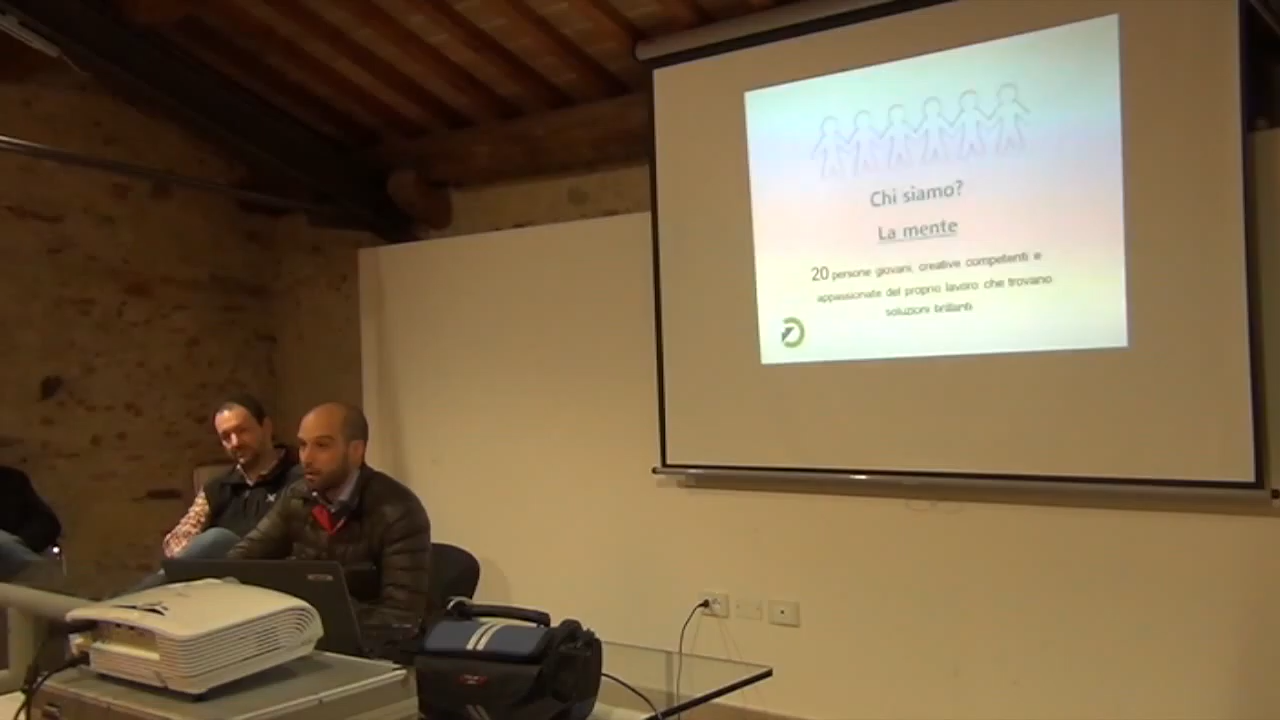 Chi siamo?
La mente
20 persone giovani, creative competenti e
appassionate del proprio lavoro che trovano
soluzioni brillanti